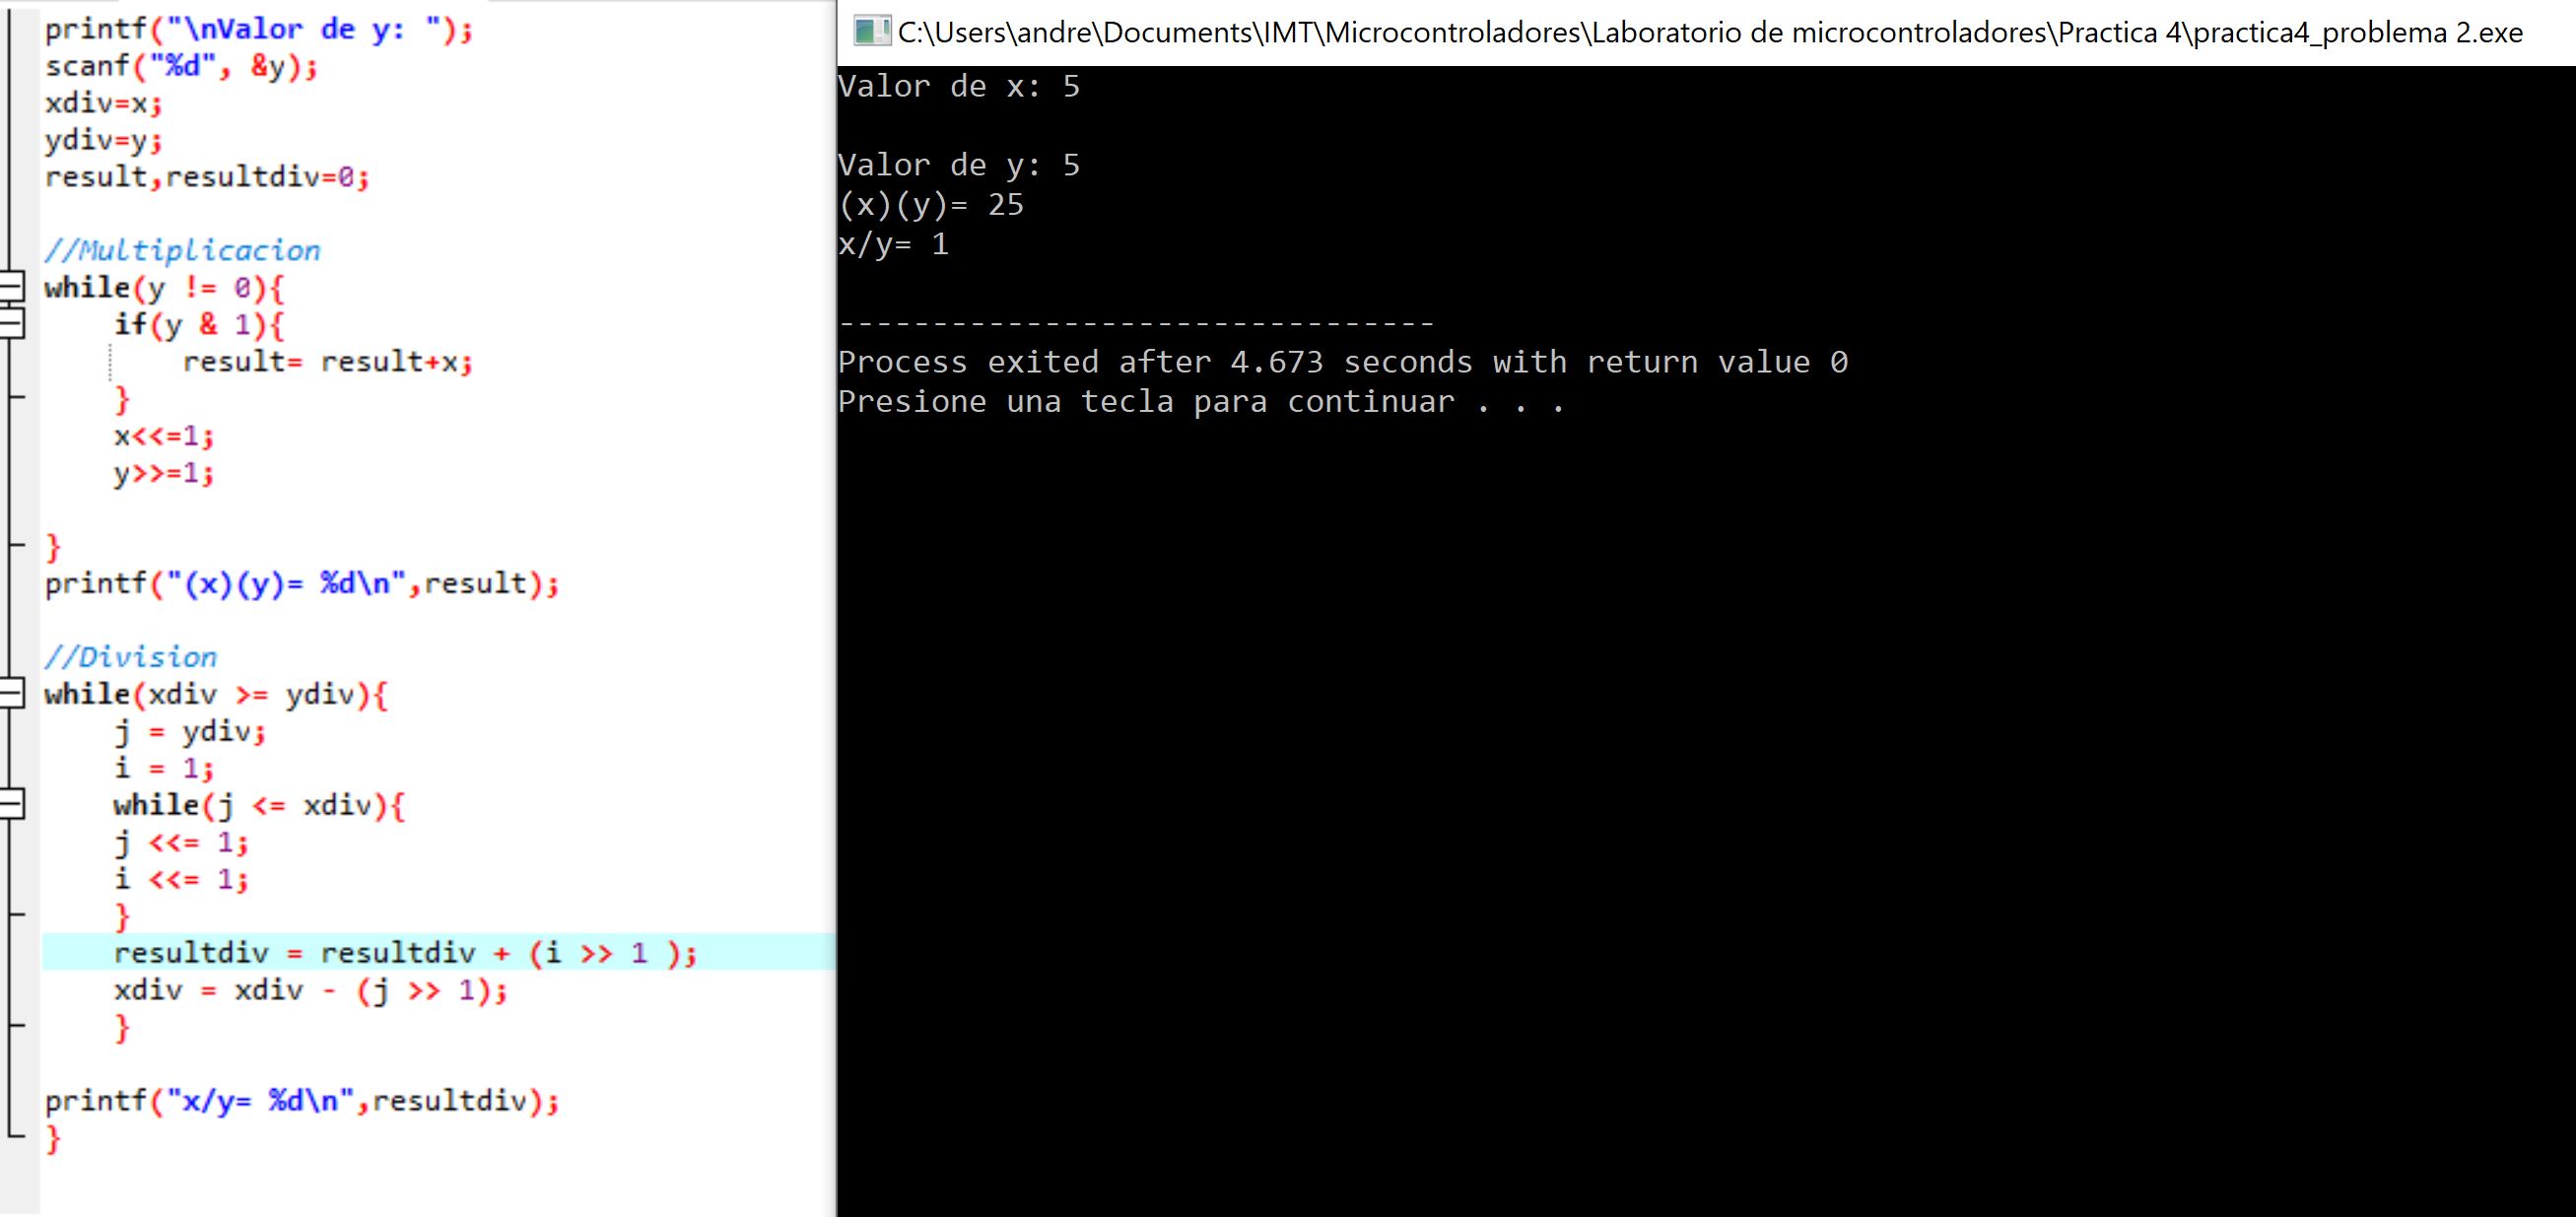 printf("\nValor de y: ");
scanf("%d", &y);
xdiv=x;
ydiv=y;
result,resultdiv=0;
//Multiplicacion
while(y != 0){
if(y & 1){
result= result+x;
}
x<<=1;
y>>=1;
}
printf("(x)(y)= %d\n",result);
//Division
while(xdiv >= ydiv){
j = ydiv;
i = 1;
while(j <= xdiv){
j <<= 1;
i <<= 1;
}
resultdiv = resultdiv + (i >> 1 );
xdiv = xdiv - (j >> 1);
}
printf("x/y= %d\n",resultdiv);
}
C:\Users\andre\Documents\IMT\Microcontroladores\Laboratorio de microcontroladores\Practica 4\practica4_problema 2.exe
Valor de x: 5
Valor de y: 5
(x)(y)= 25
x/y= 1
--------------------------------
Process exited after 4.673 seconds with return value 0
Presione una tecla para continuar . . .